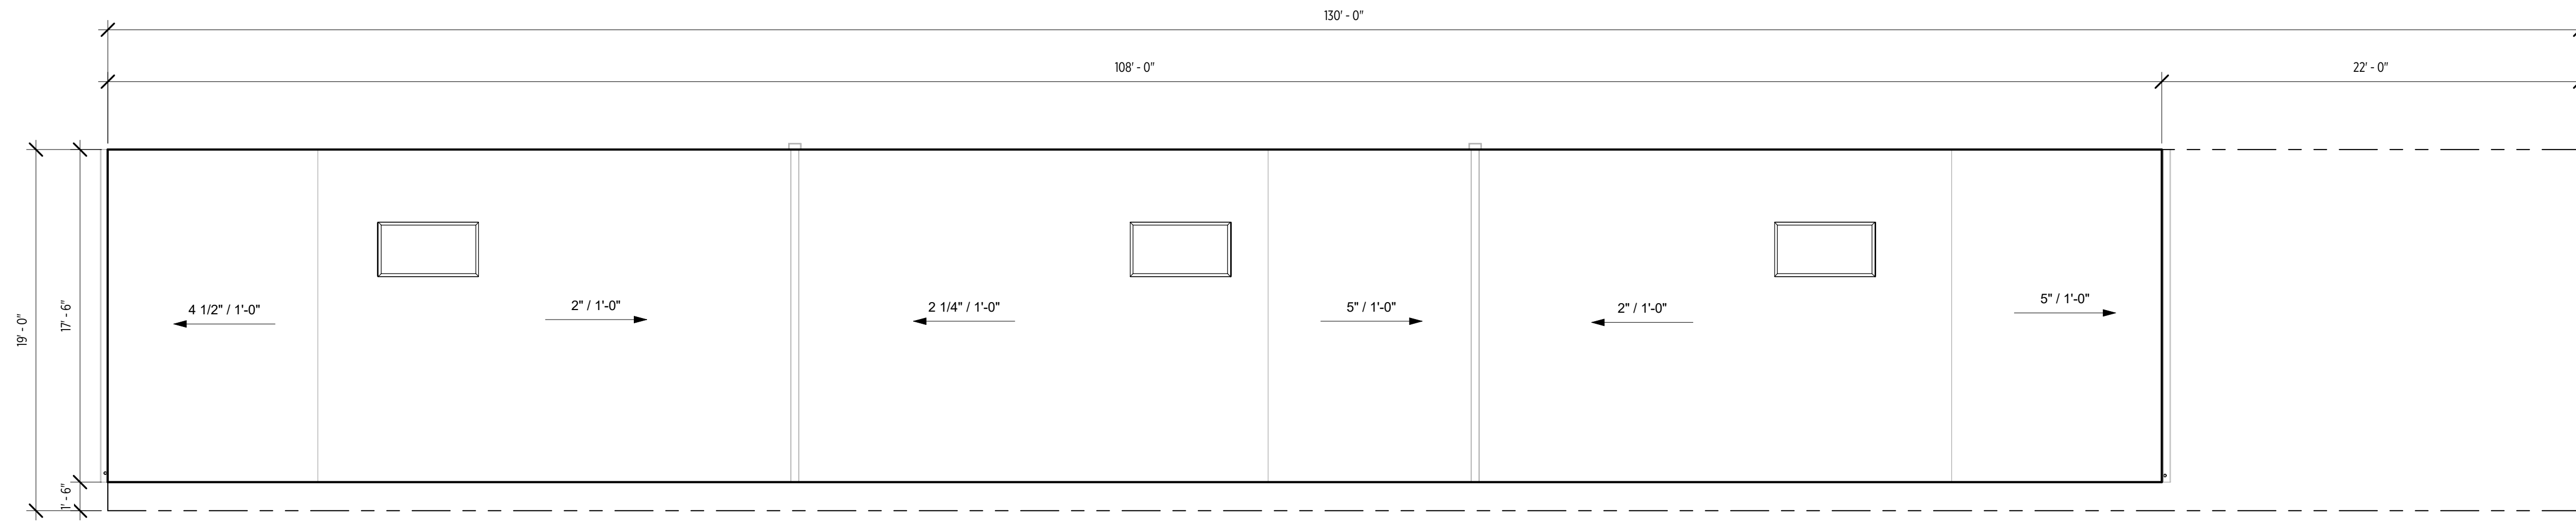 130' - 0"
108' - 0"
22' - 0"
19' - 0"
17' - 6"
1' - 6"
4 1/2" / 1'-0"
2" / 1'-0"
2 1/4" / 1'-0"
5" / 1'-0"
2" / 1'-0"
5" / 1'-0"